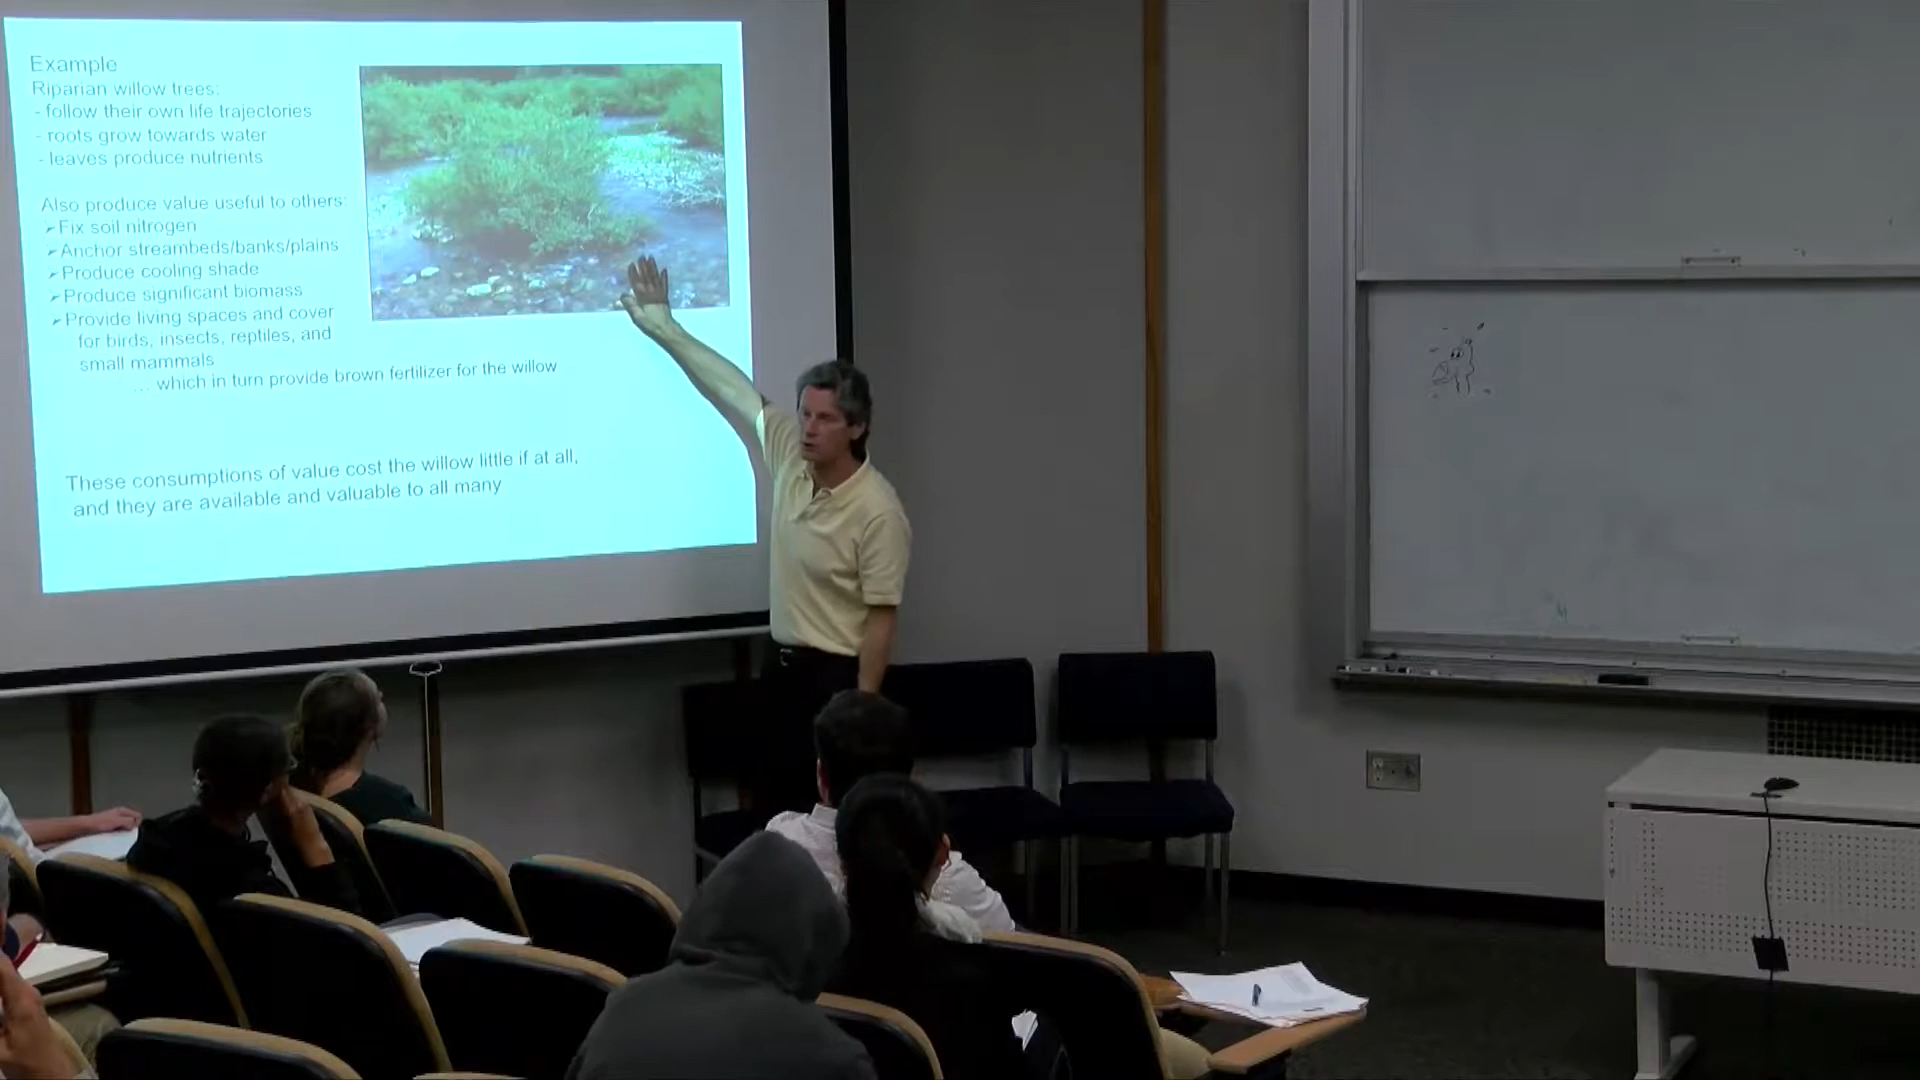 Example
Riparian willow trees:
- follow their own life trajectories
- roots grow towards water
- leaves produce nutrients
Also produce value useful to others:
➢Fix soil nitrogen
➢Anchor streambeds/banks/plains
➢Produce cooling shade
➢Produce significant biomass
➢Provide living spaces and cover
for birds, insects, reptiles, and
small mammals
... which in turn provide brown fertilizer for the willow
These consumptions of value cost the willow little if at all,
and they are available and valuable to all many